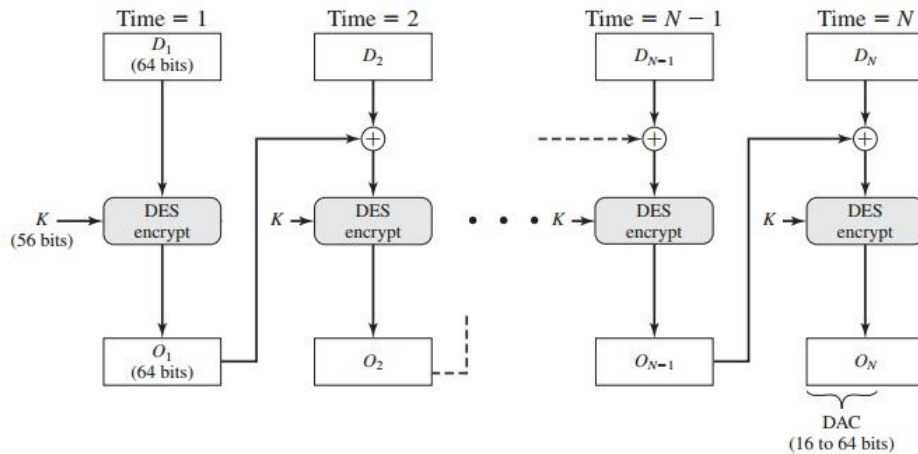 Time = 1
Time = 2
Time = N − 1
Time = N
D₁
(64 bits)
D₂
Dₙ₋₁
Dₙ
+
+
+
K
(56 bits)
DES
encrypt
K
DES
encrypt
• • •
K
DES
encrypt
K
DES
encrypt
O₁
(64 bits)
O₂
Oₙ₋₁
Oₙ
DAC
(16 to 64 bits)